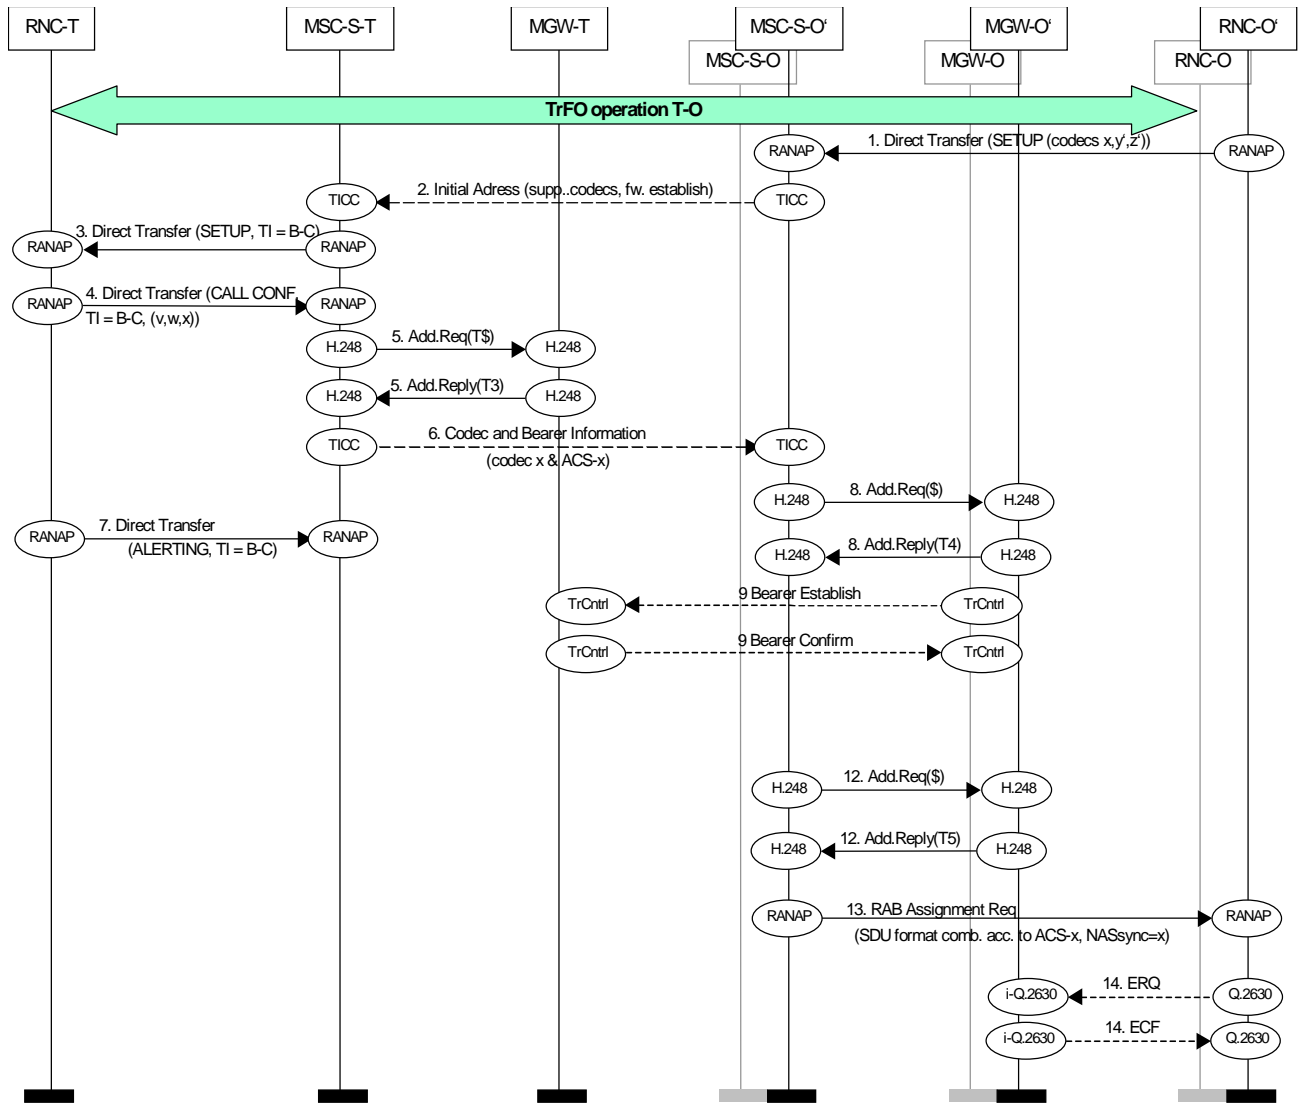 RNC-T
MSC-S-T
MGW-T
MSC-S-O‘
MGW-O‘
RNC-O‘
MSC-S-O
MGW-O
RNC-O
TrFO operation T-O
RANAP
1. Direct Transfer (SETUP (codecs x,y‘,z‘))
RANAP
TICC
2. Initial Adress (supp..codecs, fw. establish)
TICC
RANAP
3. Direct Transfer (SETUP, TI = B-C)
RANAP
RANAP
4. Direct Transfer (CALL CONF,
TI = B-C, (v,w,x))
RANAP
H.248
5. Add.Req(T$)
H.248
H.248
5. Add.Reply(T3)
H.248
TICC
6. Codec and Bearer Information
(codec x & ACS-x)
TICC
H.248
8. Add.Req($)
H.248
RANAP
7. Direct Transfer
(ALERTING, TI = B-C)
RANAP
H.248
8. Add.Reply(T4)
H.248
TrCntrl
9 Bearer Establish
TrCntrl
TrCntrl
9 Bearer Confirm
TrCntrl
H.248
12. Add.Req($)
H.248
H.248
12. Add.Reply(T5)
H.248
RANAP
13. RAB Assignment Req
(SDU format comb. acc. to ACS-x, NASsync=x)
RANAP
i-Q.2630
14. ERQ
Q.2630
i-Q.2630
14. ECF
Q.2630